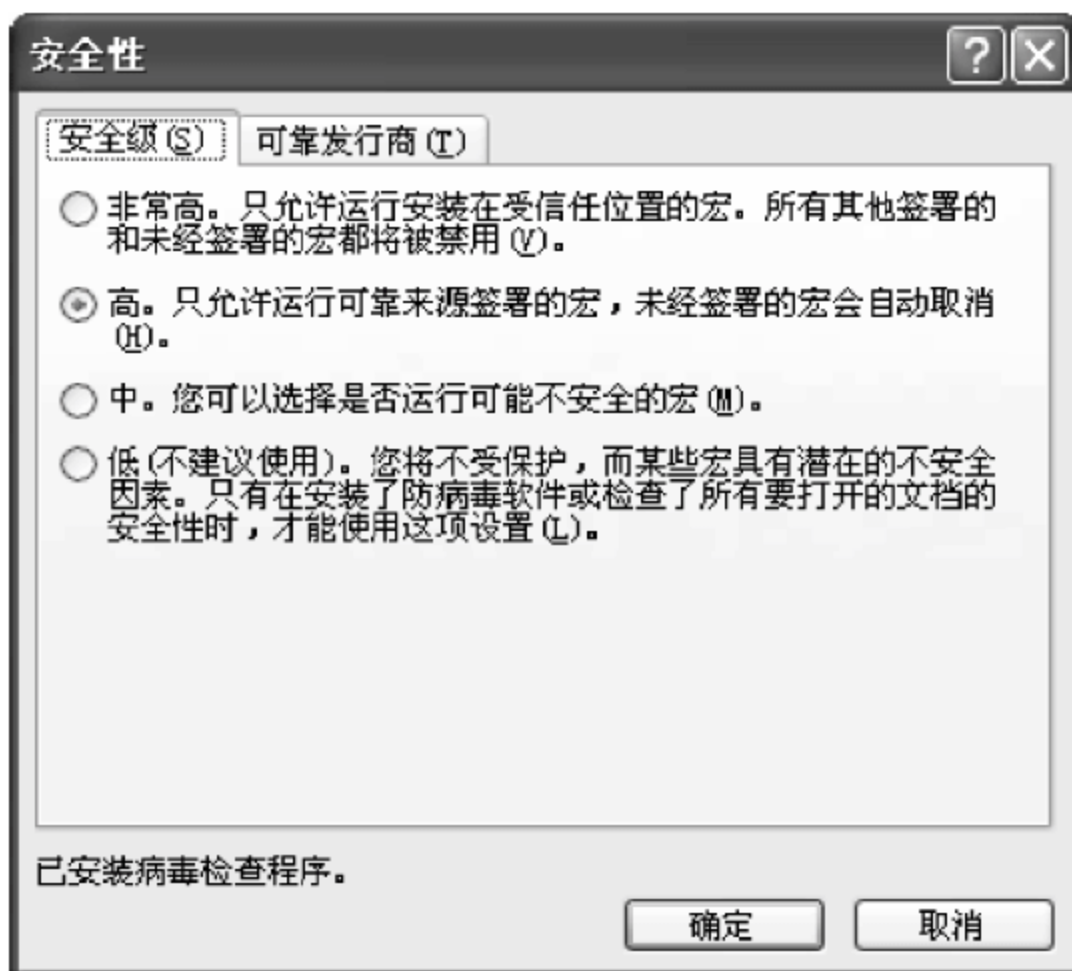 安全性
安全级(S) 可靠发行商(T)
非常高。只允许运行安装在受信任位置的宏。所有其他签署的
和未经签署的宏都将被禁用(V)。
高。只允许运行可靠来源签署的宏，未经签署的宏会自动取消
(H)。
中。您可以选择是否运行可能不安全的宏(M)。
低(不建议使用)。您将不受保护，而某些宏具有潜在的不安全
因素。只有在安装了防病毒软件或检查了所有要打开的文档的
安全性时，才能使用这项设置(L)。
已安装病毒检查程序。
确定 取消